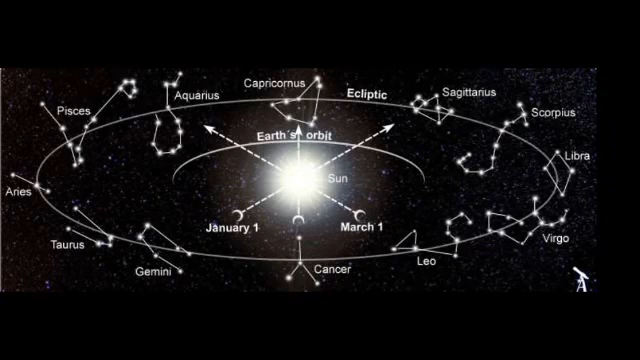 Capricornus
Ecliptic
Sagittarius
Aquarius
Pisces
Scorpius
Earth's orbit
Libra
Sun
Aries
January 1
March 1
Virgo
Taurus
Leo
Gemini
Cancer
A